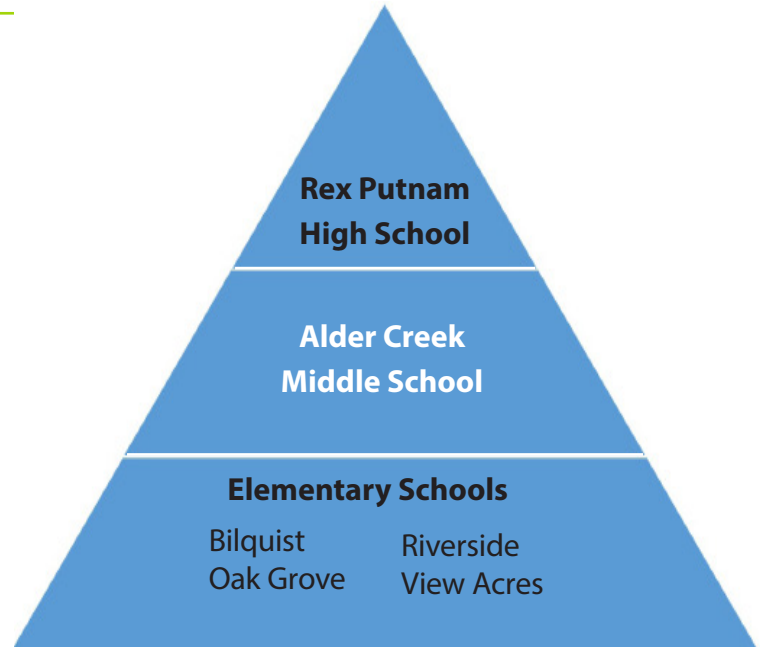 Rex Putnam
High School
Alder Creek
Middle School
Elementary Schools
Bilquist
Oak Grove
Riverside
View Acres